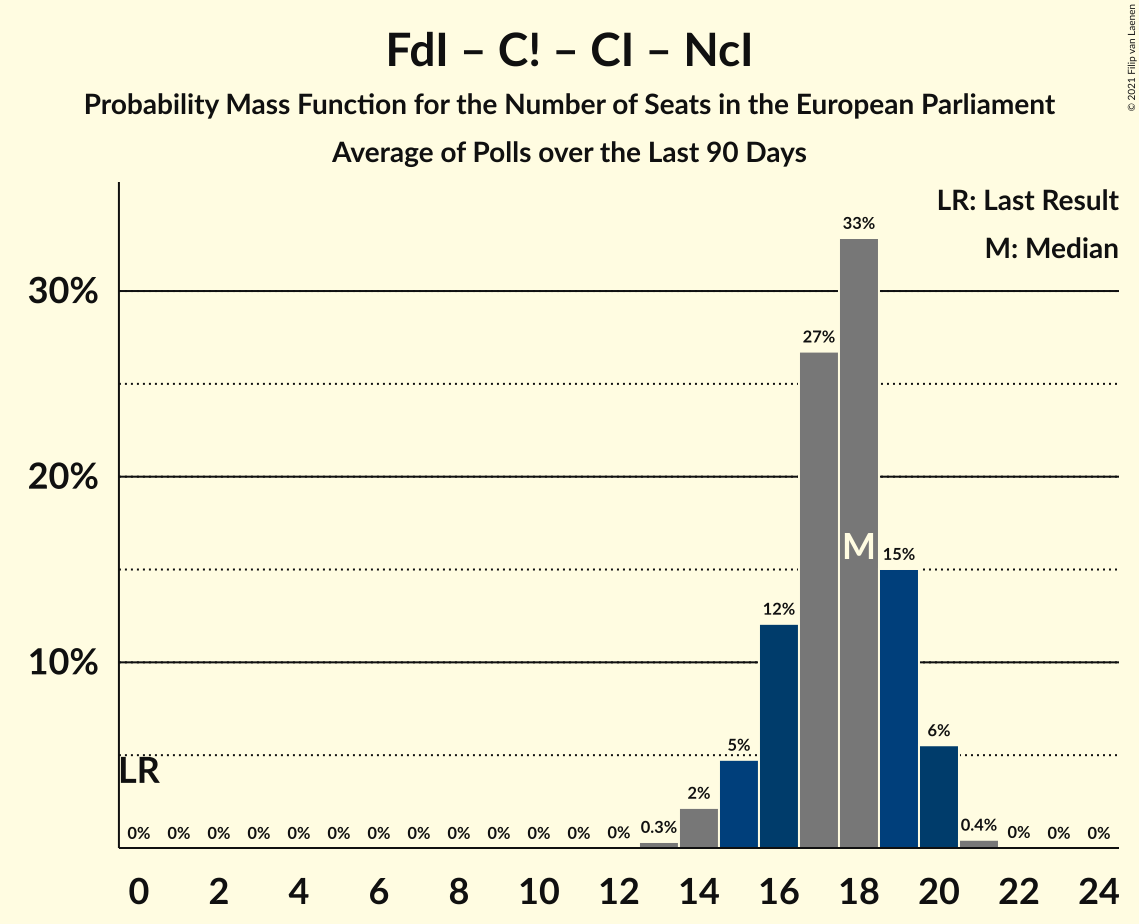 FdI – C! – CI – NcI
Probability Mass Function for the Number of Seats in the European Parliament
Average of Polls over the Last 90 Days
© 2021 Filip van Laenen
LR: Last Result
M: Median
30%
20%
10%
LR
M
0% 0% 0% 0% 0% 0% 0% 0% 0% 0% 0% 0% 0% 0.3% 2% 5% 12% 27% 33% 15% 6% 0.4% 0% 0% 0%
0 2 4 6 8 10 12 14 16 18 20 22 24